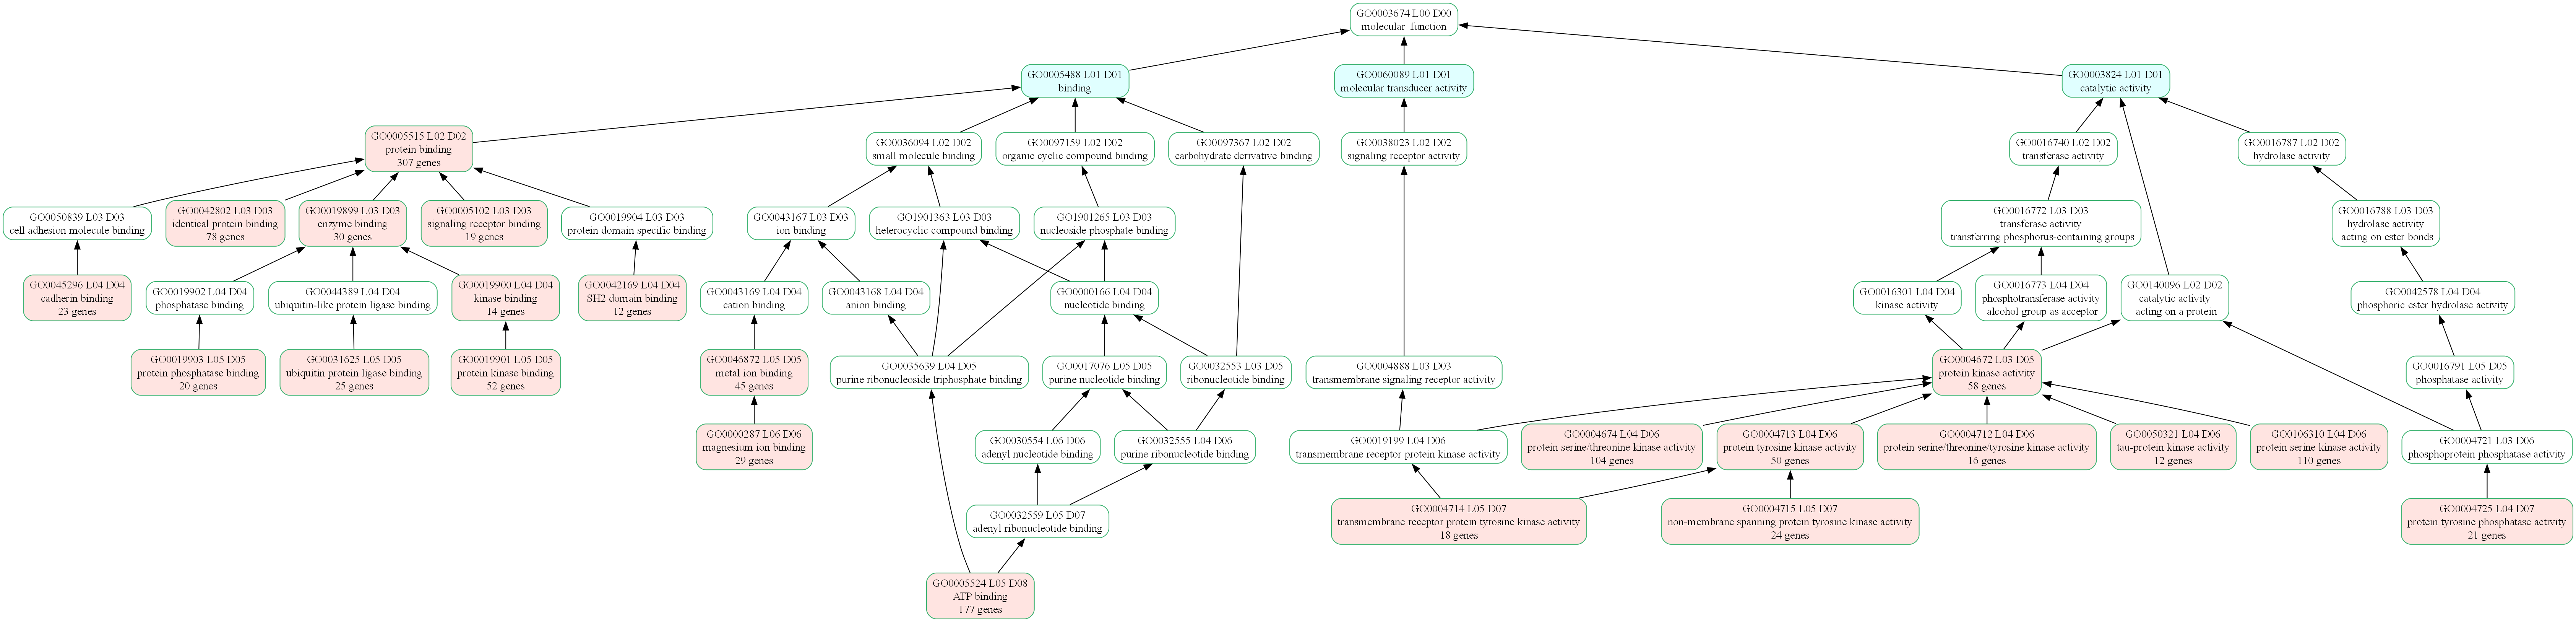 GO0003674 L00 D00
molecular_function
GO0005488 L01 D01
binding
GO0060089 L01 D01
molecular transducer activity
GO0003824 L01 D01
catalytic activity
GO0005515 L02 D02
protein binding
307 genes
GO0036094 L02 D02
small molecule binding
GO0097159 L02 D02
organic cyclic compound binding
GO0097367 L02 D02
carbohydrate derivative binding
GO0038023 L02 D02
signaling receptor activity
GO0016740 L02 D02
transferase activity
GO0016787 L02 D02
hydrolase activity
GO0050839 L03 D03
cell adhesion molecule binding
GO0042802 L03 D03
identical protein binding
78 genes
GO0019899 L03 D03
enzyme binding
30 genes
GO0005102 L03 D03
signaling receptor binding
19 genes
GO0019904 L03 D03
protein domain specific binding
GO0043167 L03 D03
ion binding
GO1901363 L03 D03
heterocyclic compound binding
GO1901265 L03 D03
nucleoside phosphate binding
GO0016772 L03 D03
transferase activity
transferring phosphorus-containing groups
GO0016788 L03 D03
hydrolase activity
acting on ester bonds
GO0045296 L04 D04
cadherin binding
23 genes
GO0019902 L04 D04
phosphatase binding
GO0044389 L04 D04
ubiquitin-like protein ligase binding
GO0019900 L04 D04
kinase binding
14 genes
GO0042169 L04 D04
SH2 domain binding
12 genes
GO0043169 L04 D04
cation binding
GO0043168 L04 D04
anion binding
GO0000166 L04 D04
nucleotide binding
GO0016301 L04 D04
kinase activity
GO0016773 L04 D04
phosphotransferase activity
alcohol group as acceptor
GO0140096 L02 D02
catalytic activity
acting on a protein
GO0042578 L04 D04
phosphoric ester hydrolase activity
GO0019903 L05 D05
protein phosphatase binding
20 genes
GO0031625 L05 D05
ubiquitin protein ligase binding
25 genes
GO0019901 L05 D05
protein kinase binding
52 genes
GO0046872 L05 D05
metal ion binding
45 genes
GO0035639 L04 D05
purine ribonucleoside triphosphate binding
GO0017076 L05 D05
purine nucleotide binding
GO0032553 L03 D05
ribonucleotide binding
GO0004888 L03 D03
transmembrane signaling receptor activity
GO0004672 L03 D05
protein kinase activity
58 genes
GO0016791 L05 D05
phosphatase activity
GO0000287 L06 D06
magnesium ion binding
29 genes
GO0030554 L06 D06
adenyl nucleotide binding
GO0032555 L04 D06
purine ribonucleotide binding
GO0019199 L04 D06
transmembrane receptor protein kinase activity
GO0004674 L04 D06
protein serine/threonine kinase activity
104 genes
GO0004713 L04 D06
protein tyrosine kinase activity
50 genes
GO0004712 L04 D06
protein serine/threonine/tyrosine kinase activity
16 genes
GO0050321 L04 D06
tau-protein kinase activity
12 genes
GO0106310 L04 D06
protein serine kinase activity
110 genes
GO0004721 L03 D06
phosphoprotein phosphatase activity
GO0032559 L05 D07
adenyl ribonucleotide binding
GO0004714 L05 D07
transmembrane receptor protein tyrosine kinase activity
18 genes
GO0004715 L05 D07
non-membrane spanning protein tyrosine kinase activity
24 genes
GO0004725 L04 D07
protein tyrosine phosphatase activity
21 genes
GO0005524 L05 D08
ATP binding
177 genes